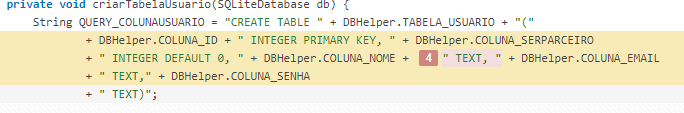 private void criarTabelaUsuario(SQLiteDatabase db) {
String QUERY_COLUNAUSUARIO = "CREATE TABLE " + DBHelper.TABELA_USUARIO + "("
+ DBHelper.COLUNA_ID + " INTEGER PRIMARY KEY, " + DBHelper.COLUNA_SERPARCEIRO
+ " INTEGER DEFAULT 0, " + DBHelper.COLUNA_NOME + 4 " TEXT, " + DBHelper.COLUNA_EMAIL
+ " TEXT," + DBHelper.COLUNA_SENHA
+ " TEXT)";